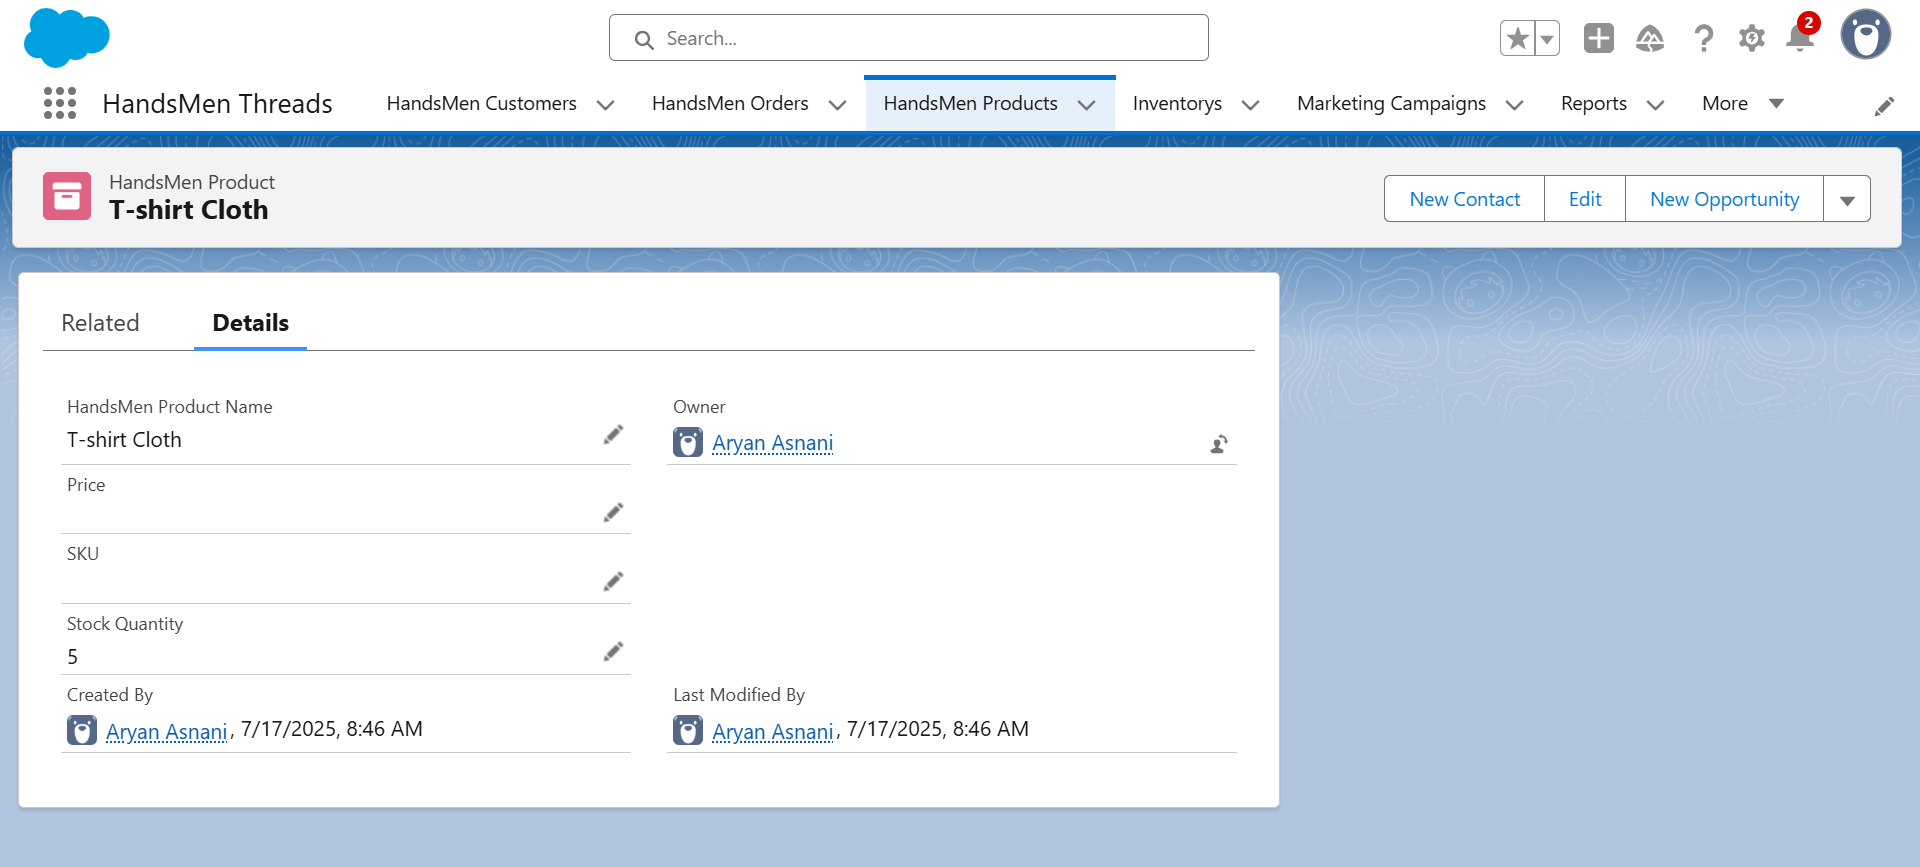 Search...
2
HandsMen Threads
HandsMen Customers
HandsMen Orders
HandsMen Products
Inventorys
Marketing Campaigns
Reports
More
HandsMen Product
T-shirt Cloth
New Contact
Edit
New Opportunity
Related
Details
HandsMen Product Name
T-shirt Cloth
Owner
Aryan Asnani
Price
SKU
Stock Quantity
5
Created By
Aryan Asnani, 7/17/2025, 8:46 AM
Last Modified By
Aryan Asnani, 7/17/2025, 8:46 AM